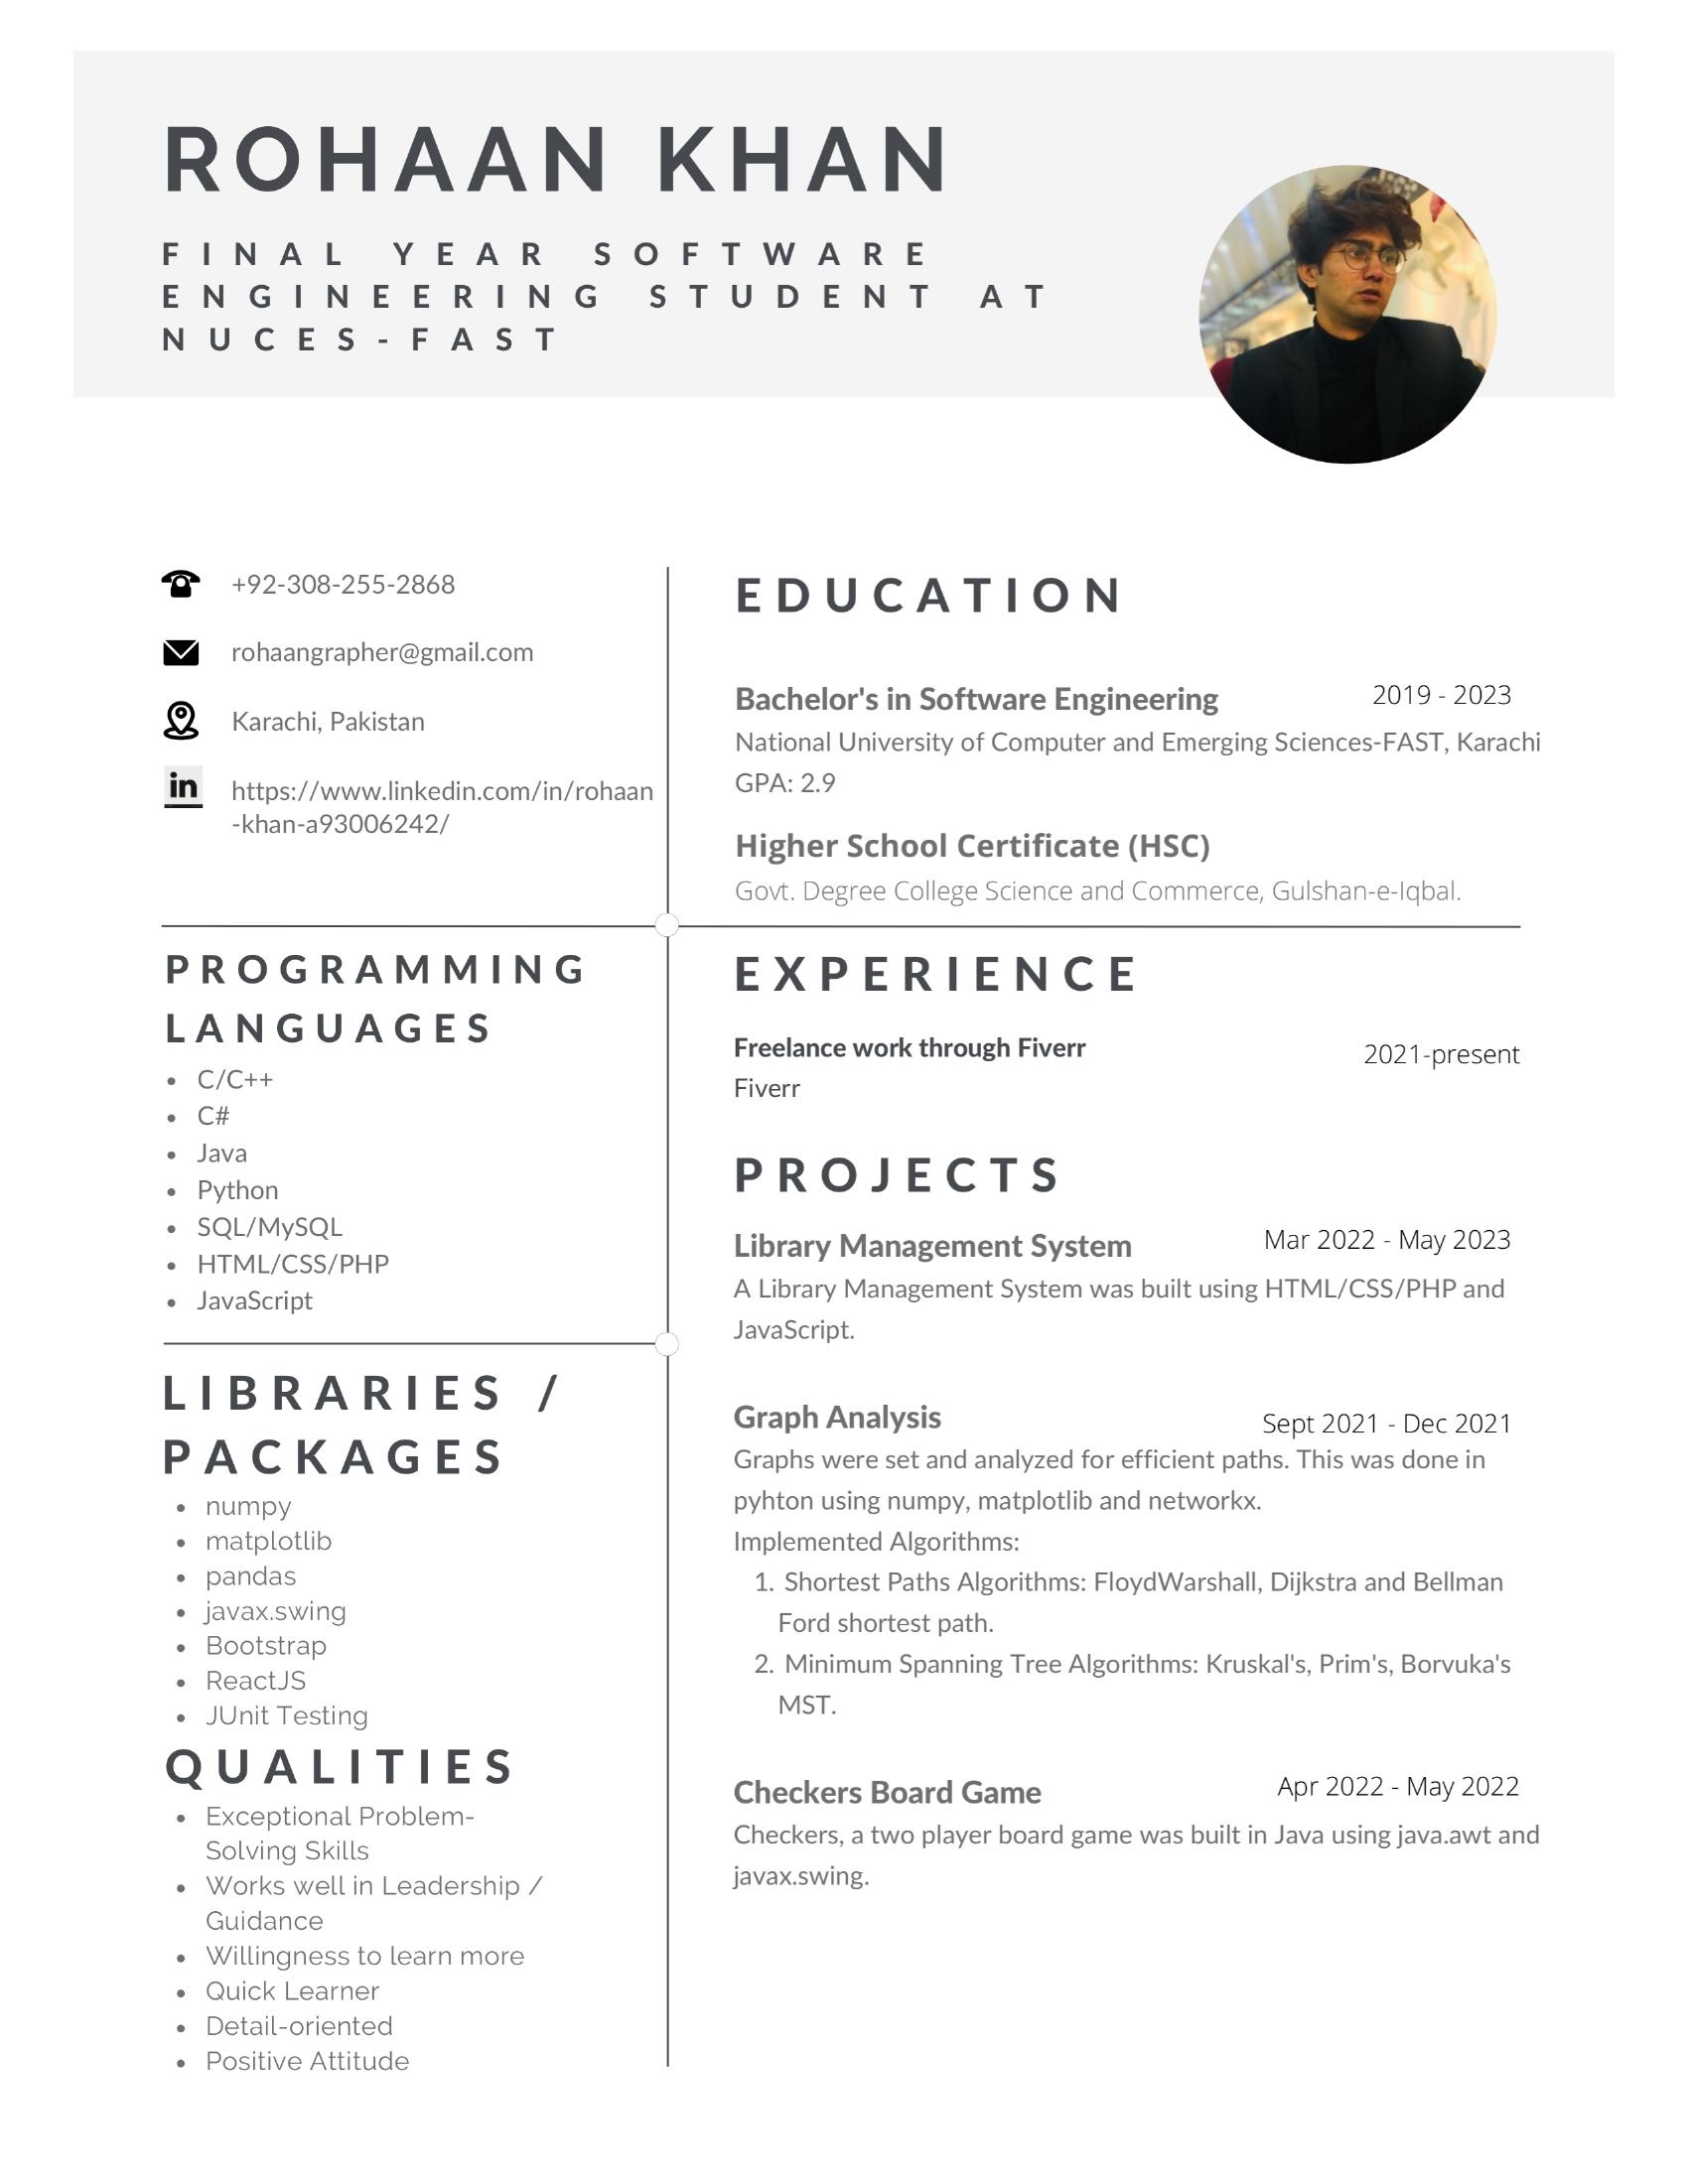 ROHAAN KHAN
FINAL YEAR SOFTWARE
ENGINEERING STUDENT AT
NUCES-FAST
+92-308-255-2868
rohaangrapher@gmail.com
Karachi, Pakistan
in
https://www.linkedin.com/in/rohaan
-khan-a93006242/
EDUCATION
Bachelor's in Software Engineering
2019 - 2023
National University of Computer and Emerging Sciences-FAST, Karachi
GPA: 2.9
Higher School Certificate (HSC)
Govt. Degree College Science and Commerce, Gulshan-e-Iqbal.
PROGRAMMING
LANGUAGES
• C/C++
• C#
• Java
• Python
• SQL/MySQL
• HTML/CSS/PHP
• JavaScript
LIBRARIES /
PACKAGES
• numpy
• matplotlib
• pandas
• javax.swing
• Bootstrap
• ReactJS
• JUnit Testing
QUALITIES
• Exceptional Problem-
Solving Skills
• Works well in Leadership /
Guidance
• Willingness to learn more
• Quick Learner
• Detail-oriented
• Positive Attitude
EXPERIENCE
Freelance work through Fiverr
2021-present
Fiverr
PROJECTS
Library Management System
Mar 2022 - May 2023
A Library Management System was built using HTML/CSS/PHP and
JavaScript.
Graph Analysis
Sept 2021 - Dec 2021
Graphs were set and analyzed for efficient paths. This was done in
pyhton using numpy, matplotlib and networkx.
Implemented Algorithms:
1. Shortest Paths Algorithms: FloydWarshall, Dijkstra and Bellman
Ford shortest path.
2. Minimum Spanning Tree Algorithms: Kruskal's, Prim's, Borvuka's
MST.
Checkers Board Game
Apr 2022 - May 2022
Checkers, a two player board game was built in Java using java.awt and
javax.swing.